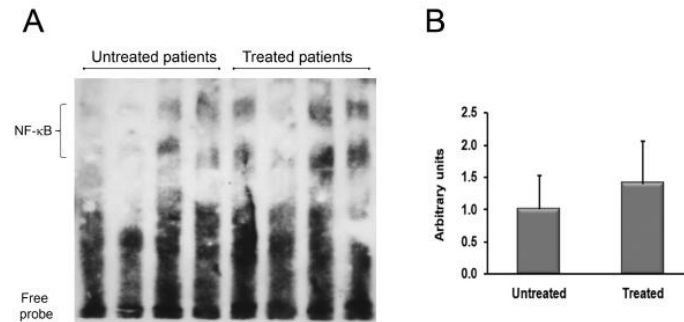 A
Untreated patients Treated patients
NF-κB
Free
probe
B
Arbitrary units
2.5
2.0
1.5
1.0
0.5
0.0
Untreated Treated